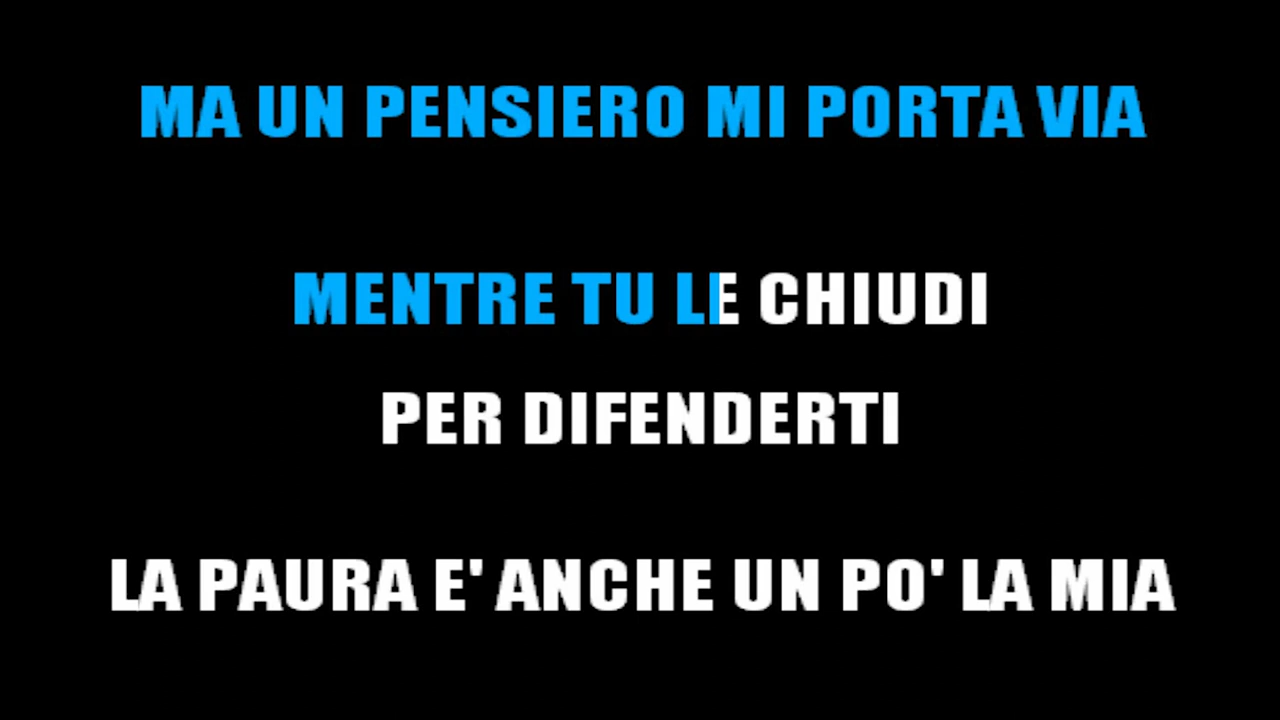 MA UN PENSIERO MI PORTA VIA
MENTRE TU LE CHIUDI
PER DIFENDERTI
LA PAURA E' ANCHE UN PO' LA MIA